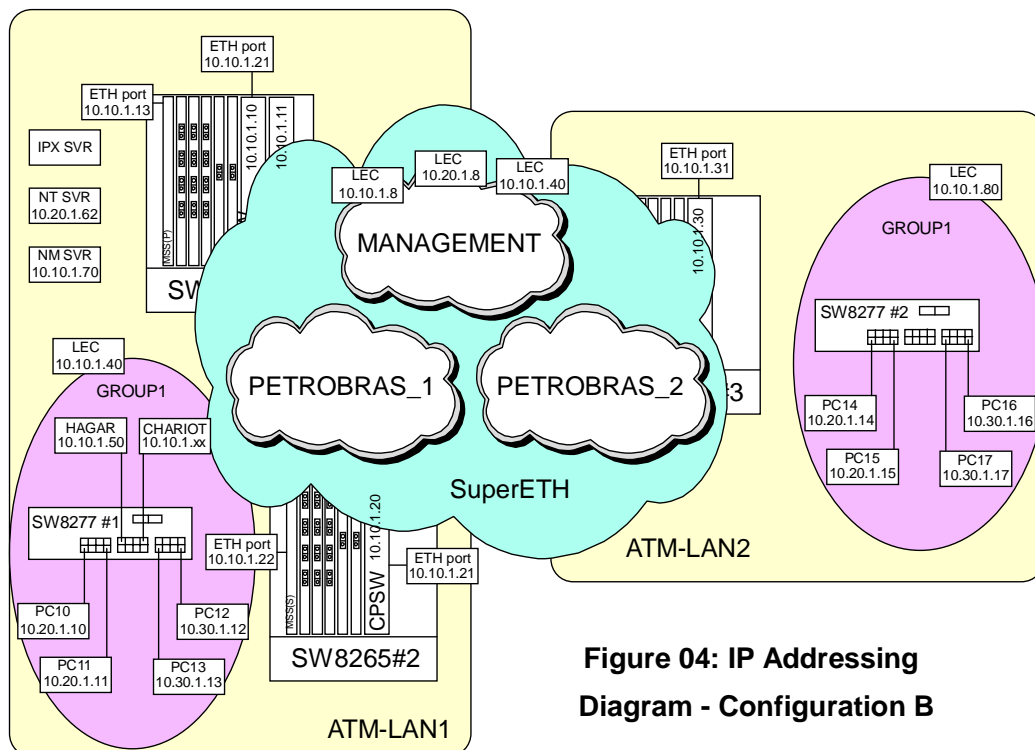 ETH port
10.10.1.21
ETH port
10.10.1.13
10.10.1.10
10.10.1.11
MSS(P)
SW
IPX SVR
NT SVR
10.20.1.62
NM SVR
10.10.1.70
LEC
10.10.1.8
LEC
10.20.1.8
LEC
10.10.1.40
MANAGEMENT
PETROBRAS_1
PETROBRAS_2
SuperETH
ETH port
10.10.1.31
10.10.1.30
#3
LEC
10.10.1.80
GROUP1
SW8277 #2
PC14
10.20.1.14
PC15
10.20.1.15
PC16
10.30.1.16
PC17
10.30.1.17
ATM-LAN2
LEC
10.10.1.40
GROUP1
HAGAR
10.10.1.50
CHARIOT
10.10.1.xx
SW8277 #1
PC10
10.20.1.10
PC11
10.20.1.11
PC12
10.30.1.12
PC13
10.30.1.13
ETH port
10.10.1.22
MSS(S)
CPSW 10.10.1.20
ETH port
10.10.1.21
SW8265#2
ATM-LAN1
Figure 04: IP Addressing
Diagram - Configuration B